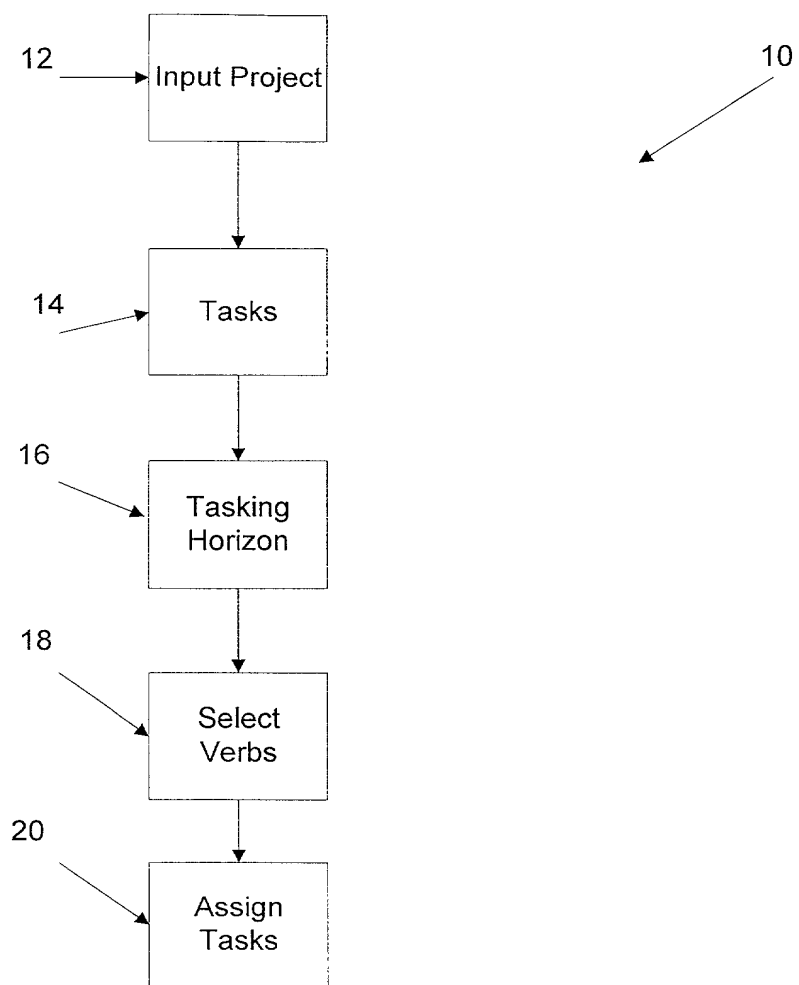 12
Input Project
10
14
Tasks
16
Tasking
Horizon
18
Select
Verbs
20
Assign
Tasks